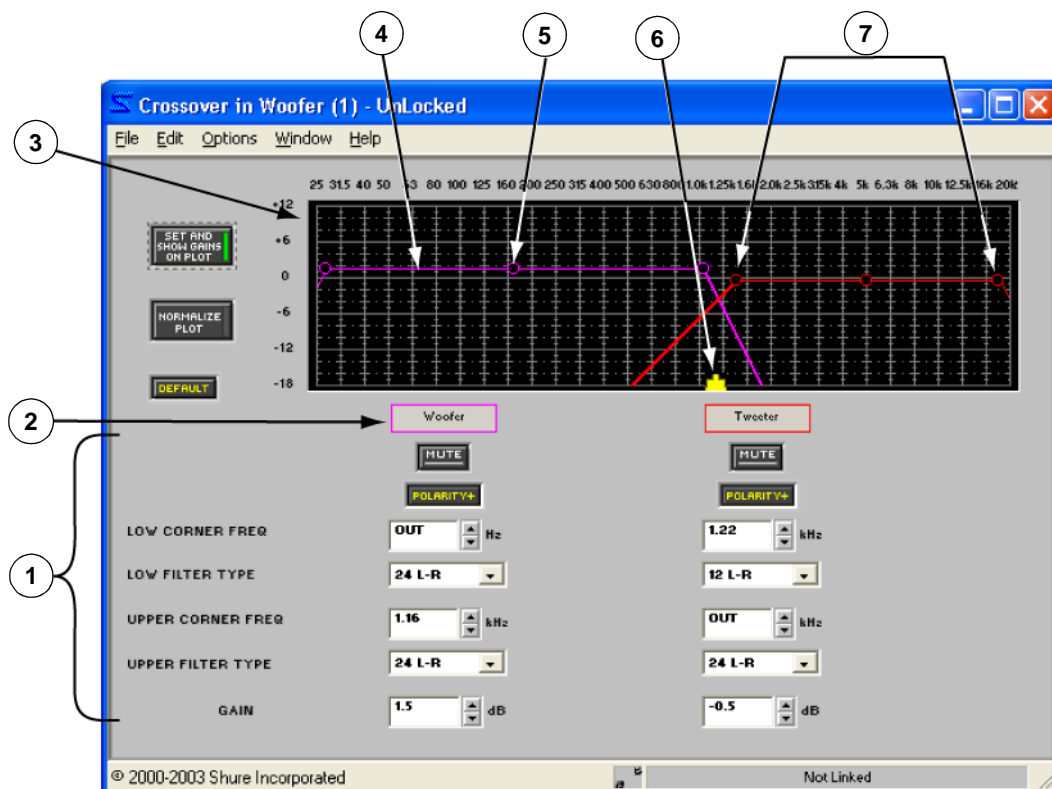 4 5 6 7
3
Crossover in Woofer (1) - UnLocked
File Edit Options Window Help
25 31.5 40 50 63 80 100 125 160 200 250 315 400 500 630 800 1.0k 1.25k 1.6k 2.0k 2.5k 3.15k 4k 5k 6.3k 8k 10k 12.5k 16k 20k
+12
+6
0
-6
-12
-18
SET AND
SHOW GAINS
ON PLOT
NORMALIZE
PLOT
DEFAULT
2
Woofer Tweeter
MUTE MUTE
POLARITY+ POLARITY+
1
LOW CORNER FREQ OUT Hz 1.22 kHz
LOW FILTER TYPE 24 L-R 12 L-R
UPPER CORNER FREQ 1.16 kHz OUT kHz
UPPER FILTER TYPE 24 L-R 24 L-R
GAIN 1.5 dB -0.5 dB
© 2000-2003 Shure Incorporated Not Linked